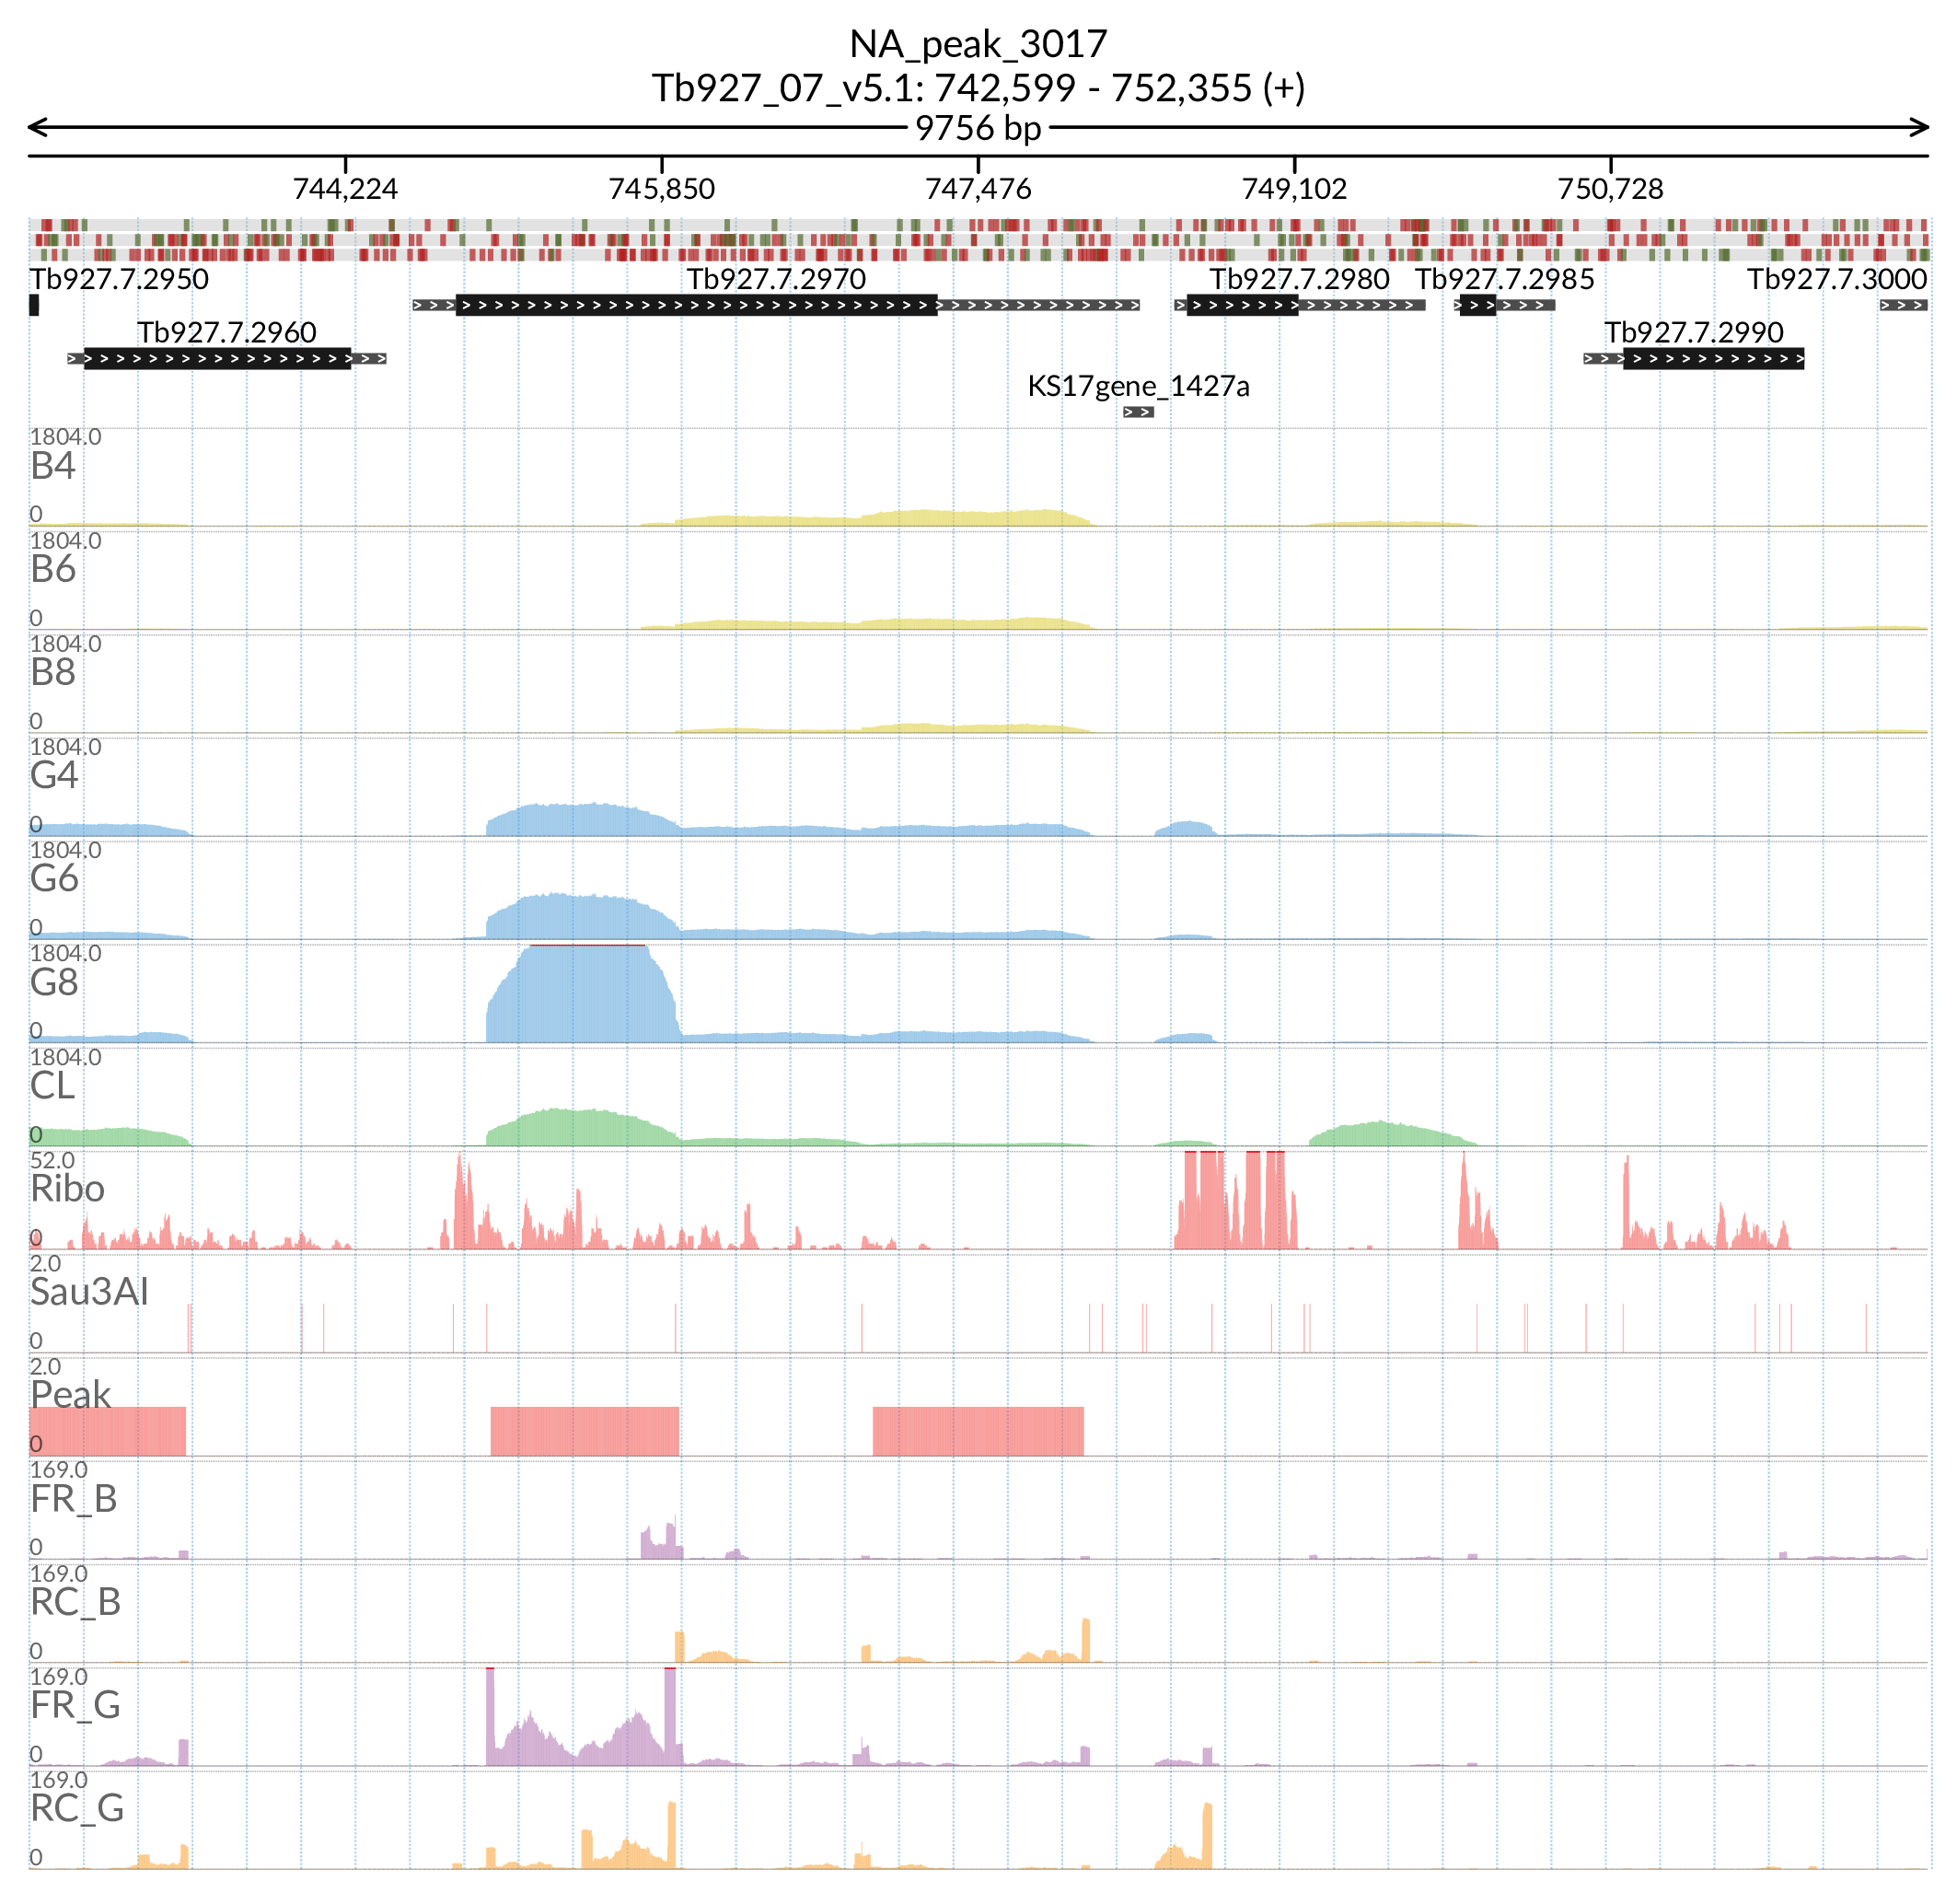 NA_peak_3017
Tb927_07_v5.1: 742,599 - 752,355 (+)
9756 bp
744,224 745,850 747,476 749,102 750,728
Tb927.7.2950 Tb927.7.2970 Tb927.7.2980 Tb927.7.2985 Tb927.7.3000
Tb927.7.2960 Tb927.7.2990
KS17gene_1427a
1804.0
B4
0
1804.0
B6
0
1804.0
B8
0
1804.0
G4
0
1804.0
G6
0
1804.0
G8
0
1804.0
CL
0
52.0
Ribo
0
2.0
Sau3AI
0
2.0
Peak
0
169.0
FR_B
0
169.0
RC_B
0
169.0
FR_G
0
169.0
RC_G
0